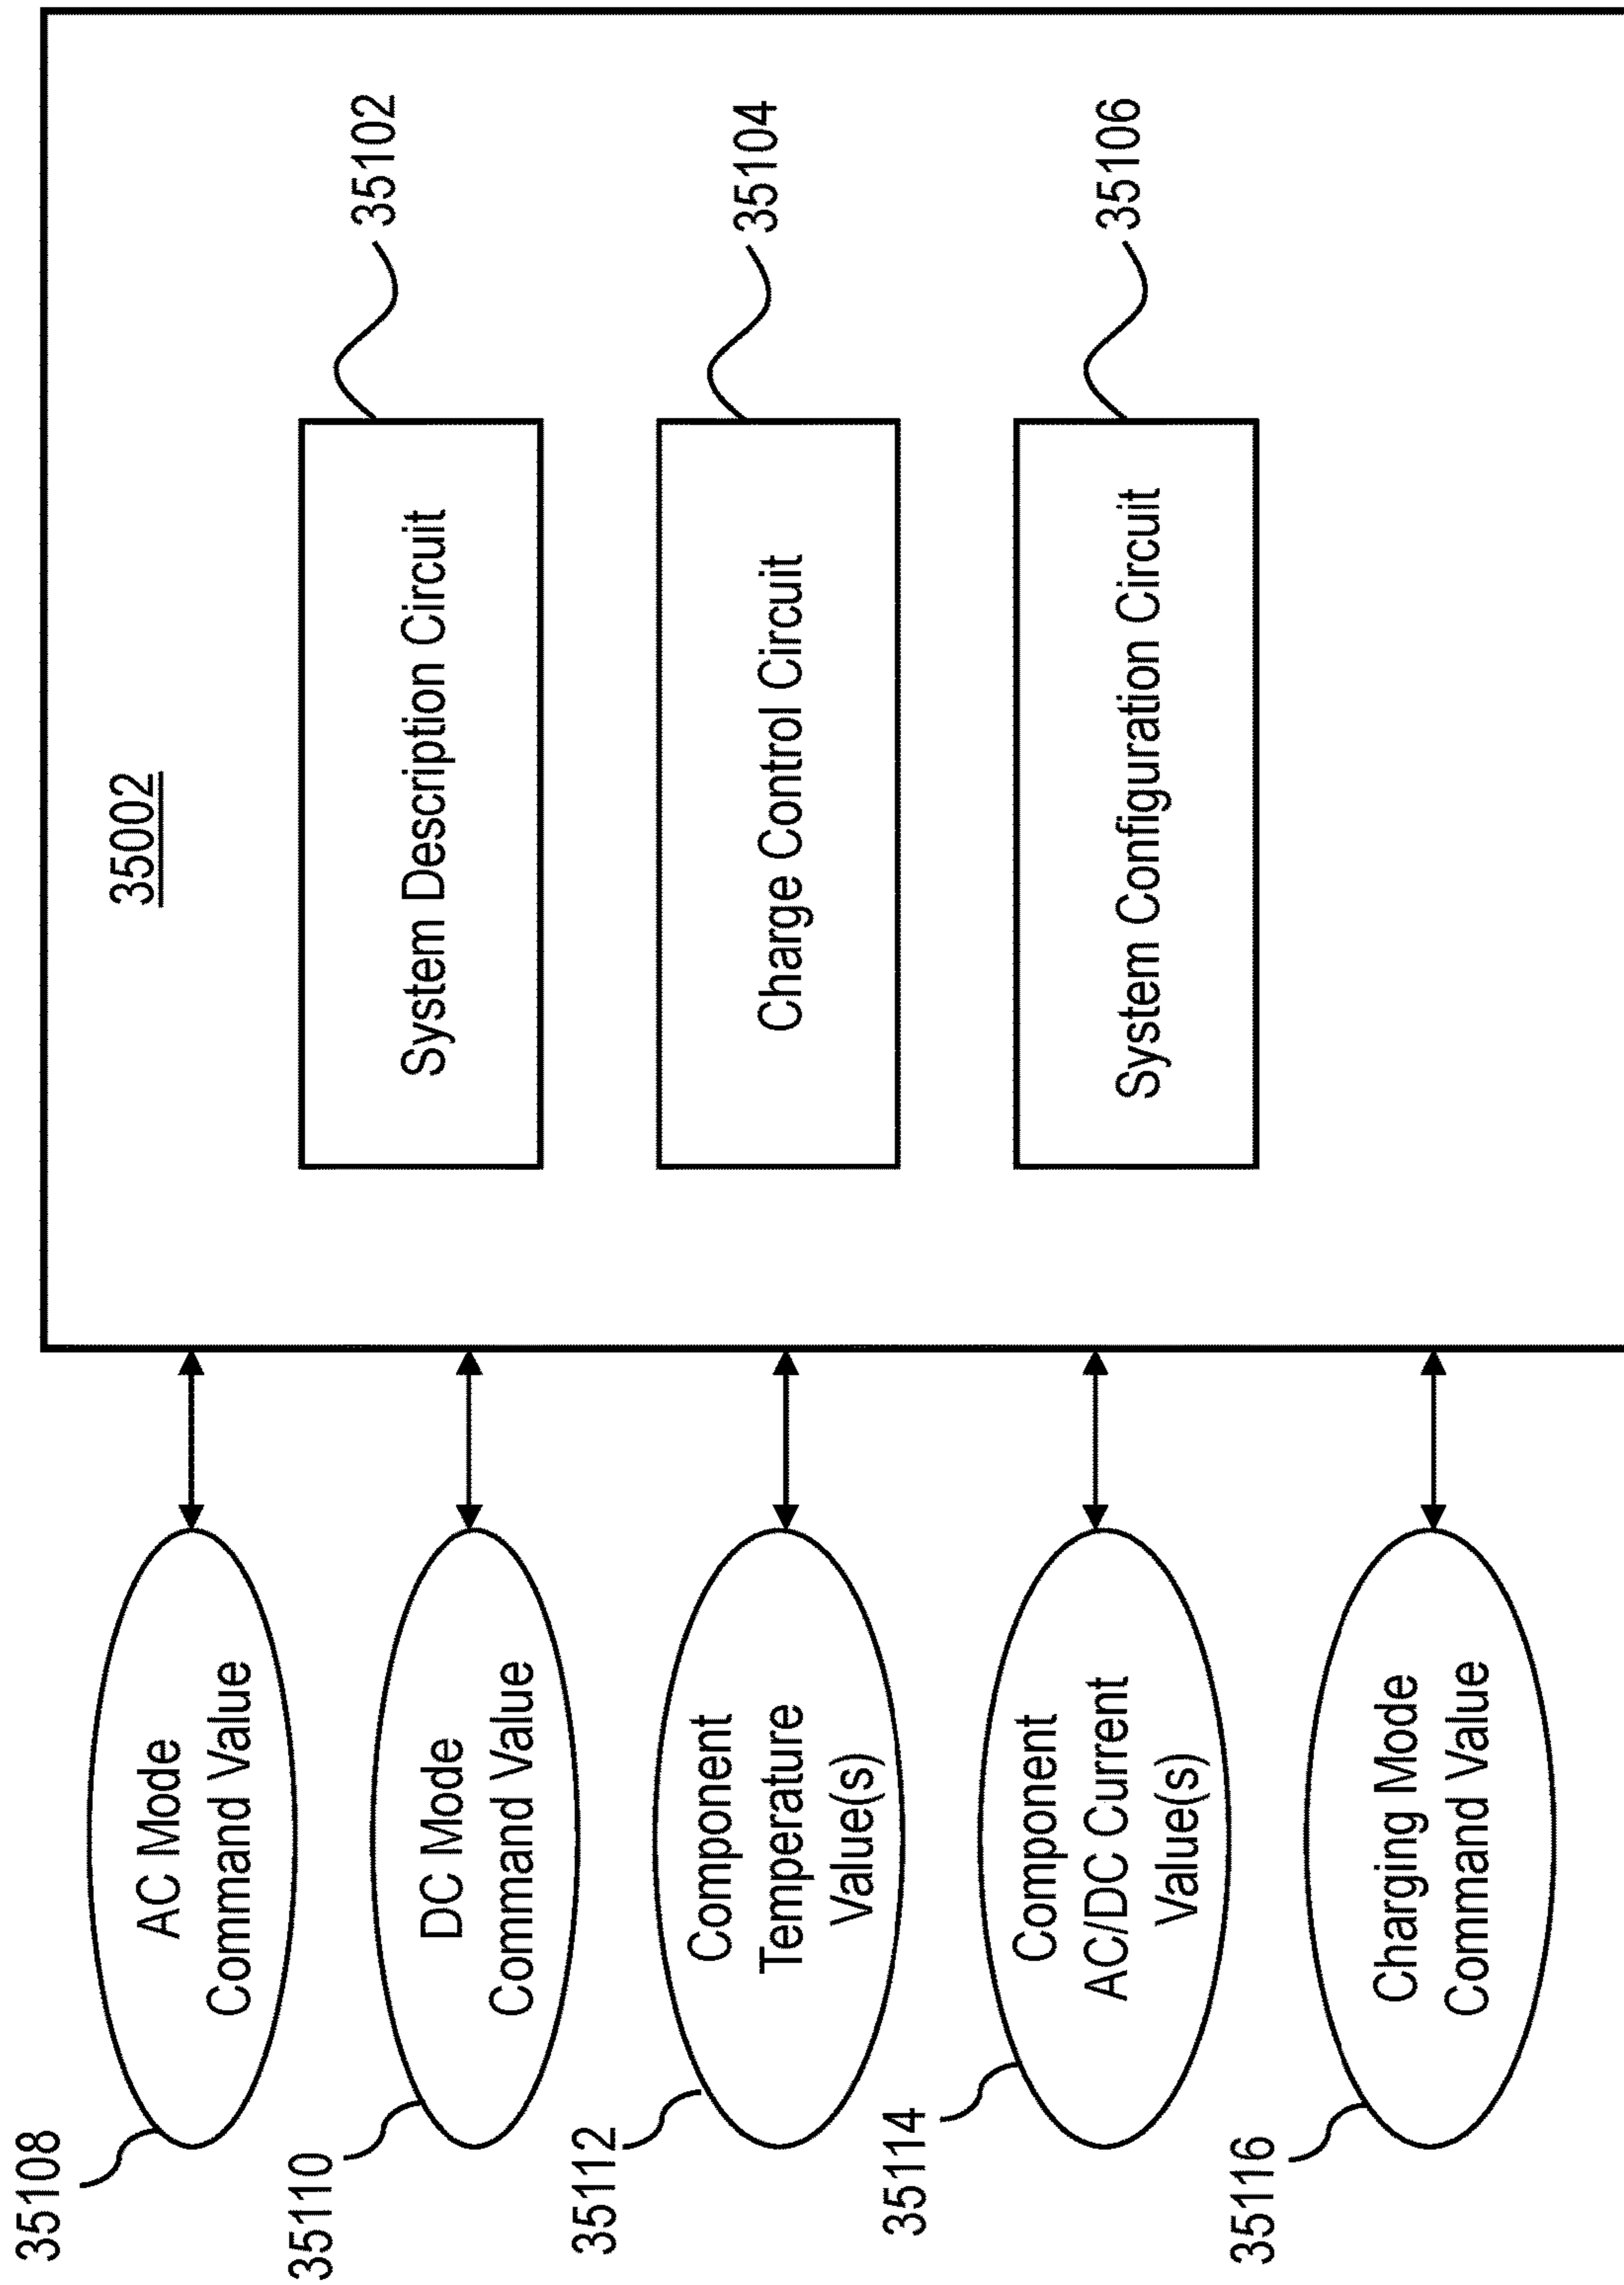 35002
35108
AC Mode
Command Value
35110
DC Mode
Command Value
35112
Component
Temperature
Value(s)
35114
Component
AC/DC Current
Value(s)
35116
Charging Mode
Command Value
System Description Circuit
35102
Charge Control Circuit
35104
System Configuration Circuit
35106